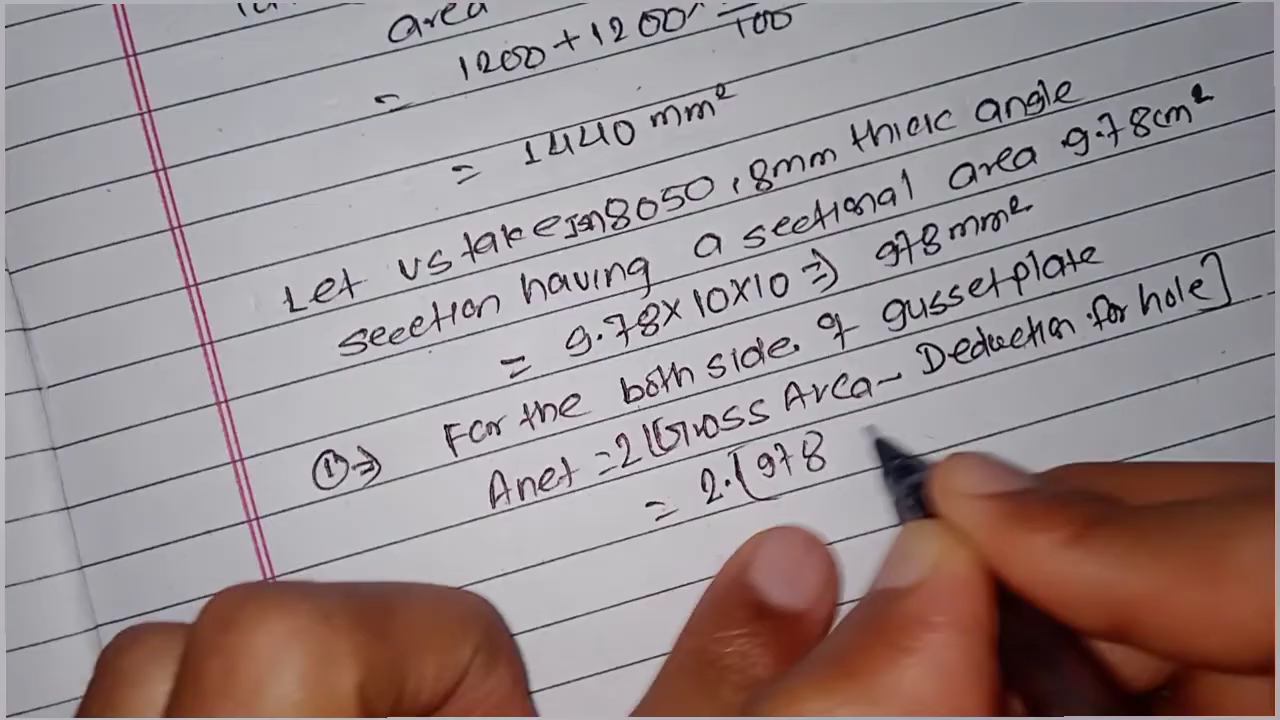 area
= 1200 + 1200 × /100
= 1440 mm²
Let us take ISA 8050, 8mm thick angle
section having a sectional area 9.78cm²
= 9.78×10×10 ⇒ 978mm²
①⇒ For the both side. of gusset plate
Anet = 2[Gross Area - Deduction for hole]
= 2.[978